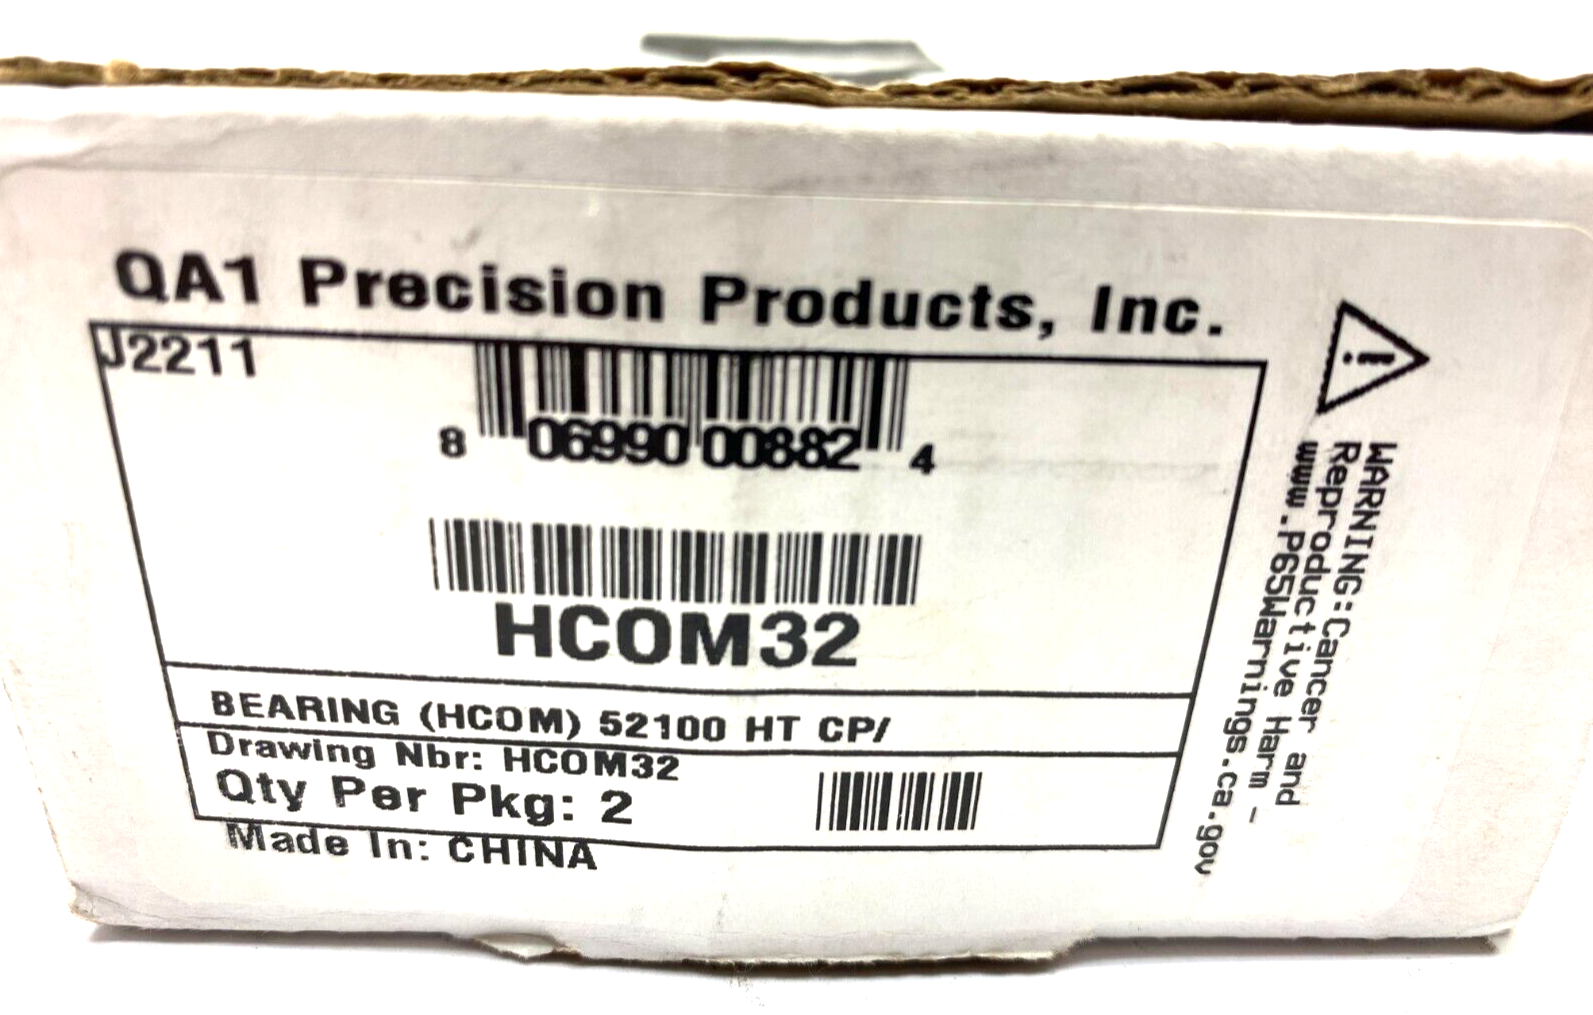 QA1 Precision Products, Inc.
J2211
8 06990 00882 4
HCOM32
BEARING (HCOM) 52100 HT CP/
Drawing Nbr: HCOM32
Qty Per Pkg: 2
Made In: CHINA
WARNING:Cancer and
Reproductive Harm -
www.P65Warnings.ca.gov